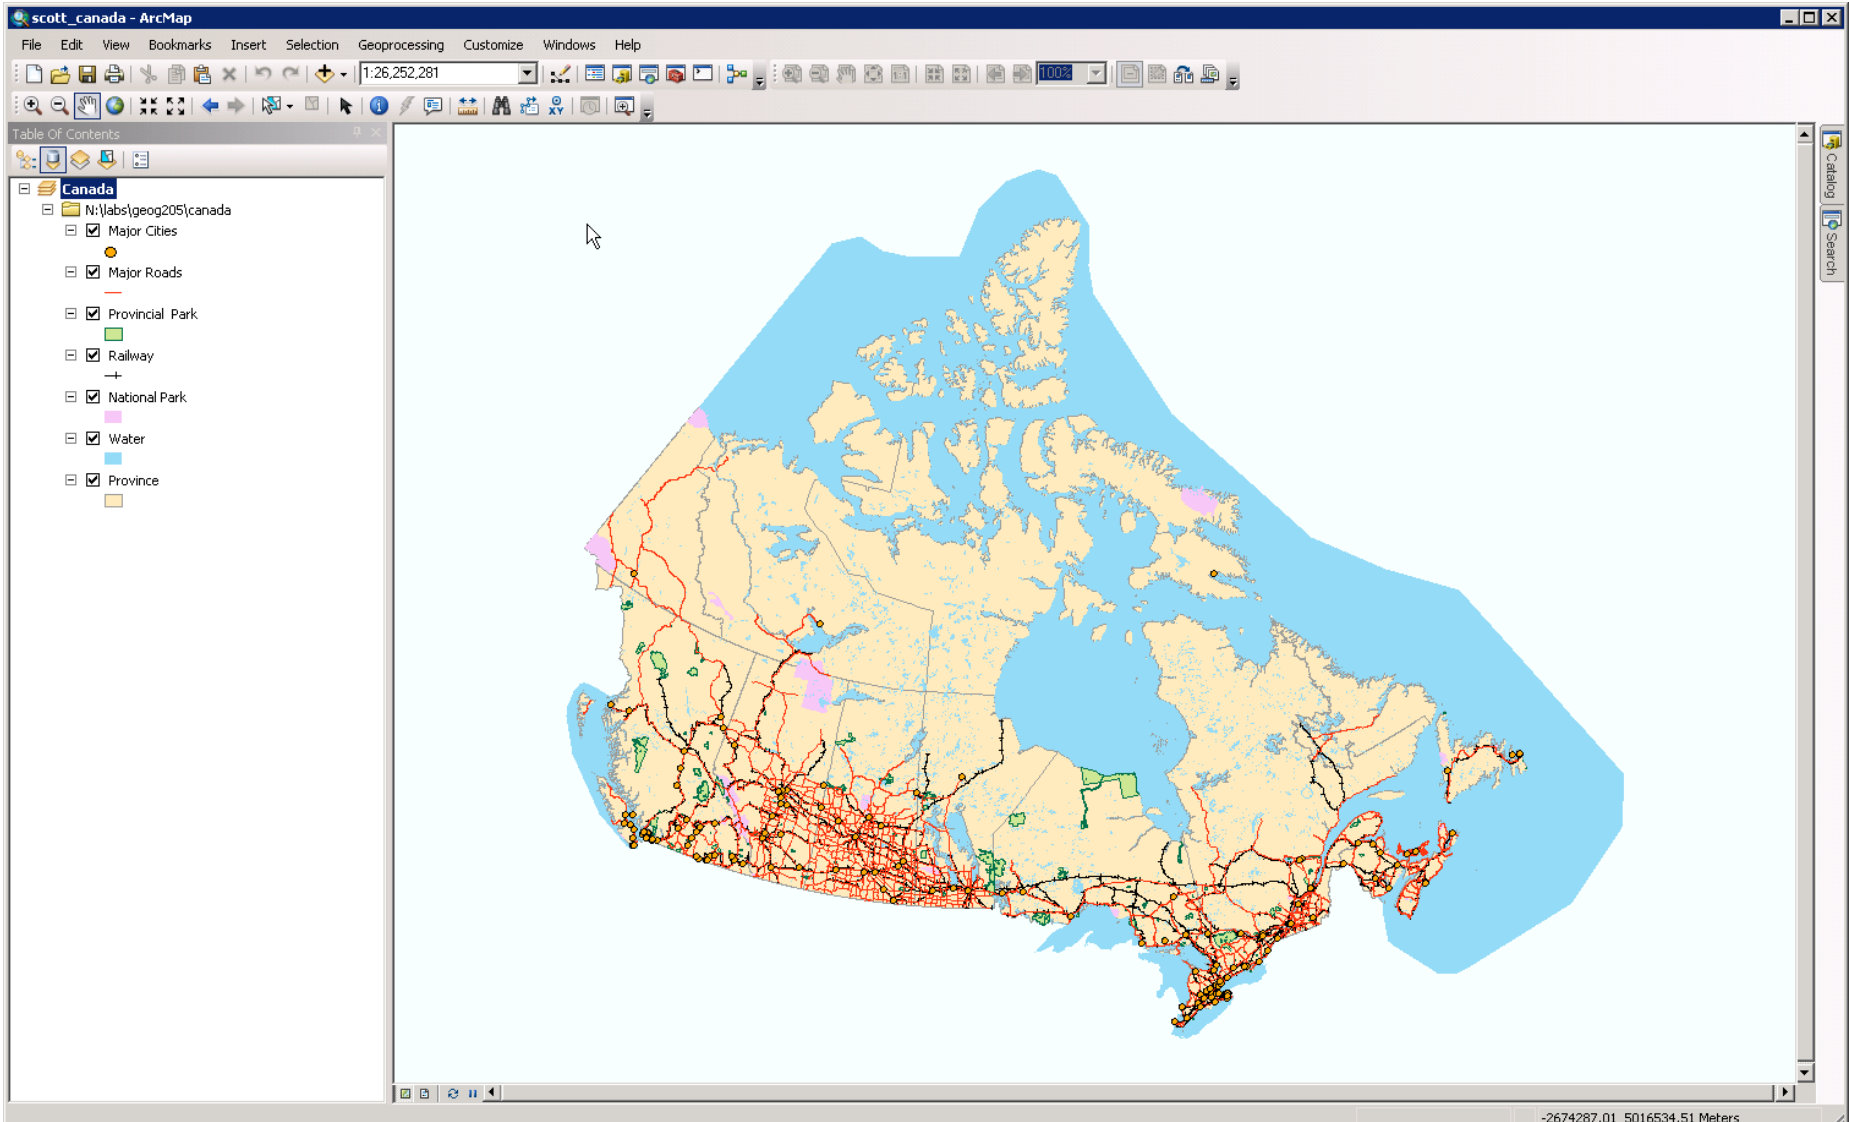 scott_canada - ArcMap
File Edit View Bookmarks Insert Selection Geoprocessing Customize Windows Help
1:26,252,281
100%
Table Of Contents
Canada
N:\labs\geog205\canada
Major Cities
Major Roads
Provincial Park
Railway
National Park
Water
Province
Catalog
Search
-2674287.01 5016534.51 Meters